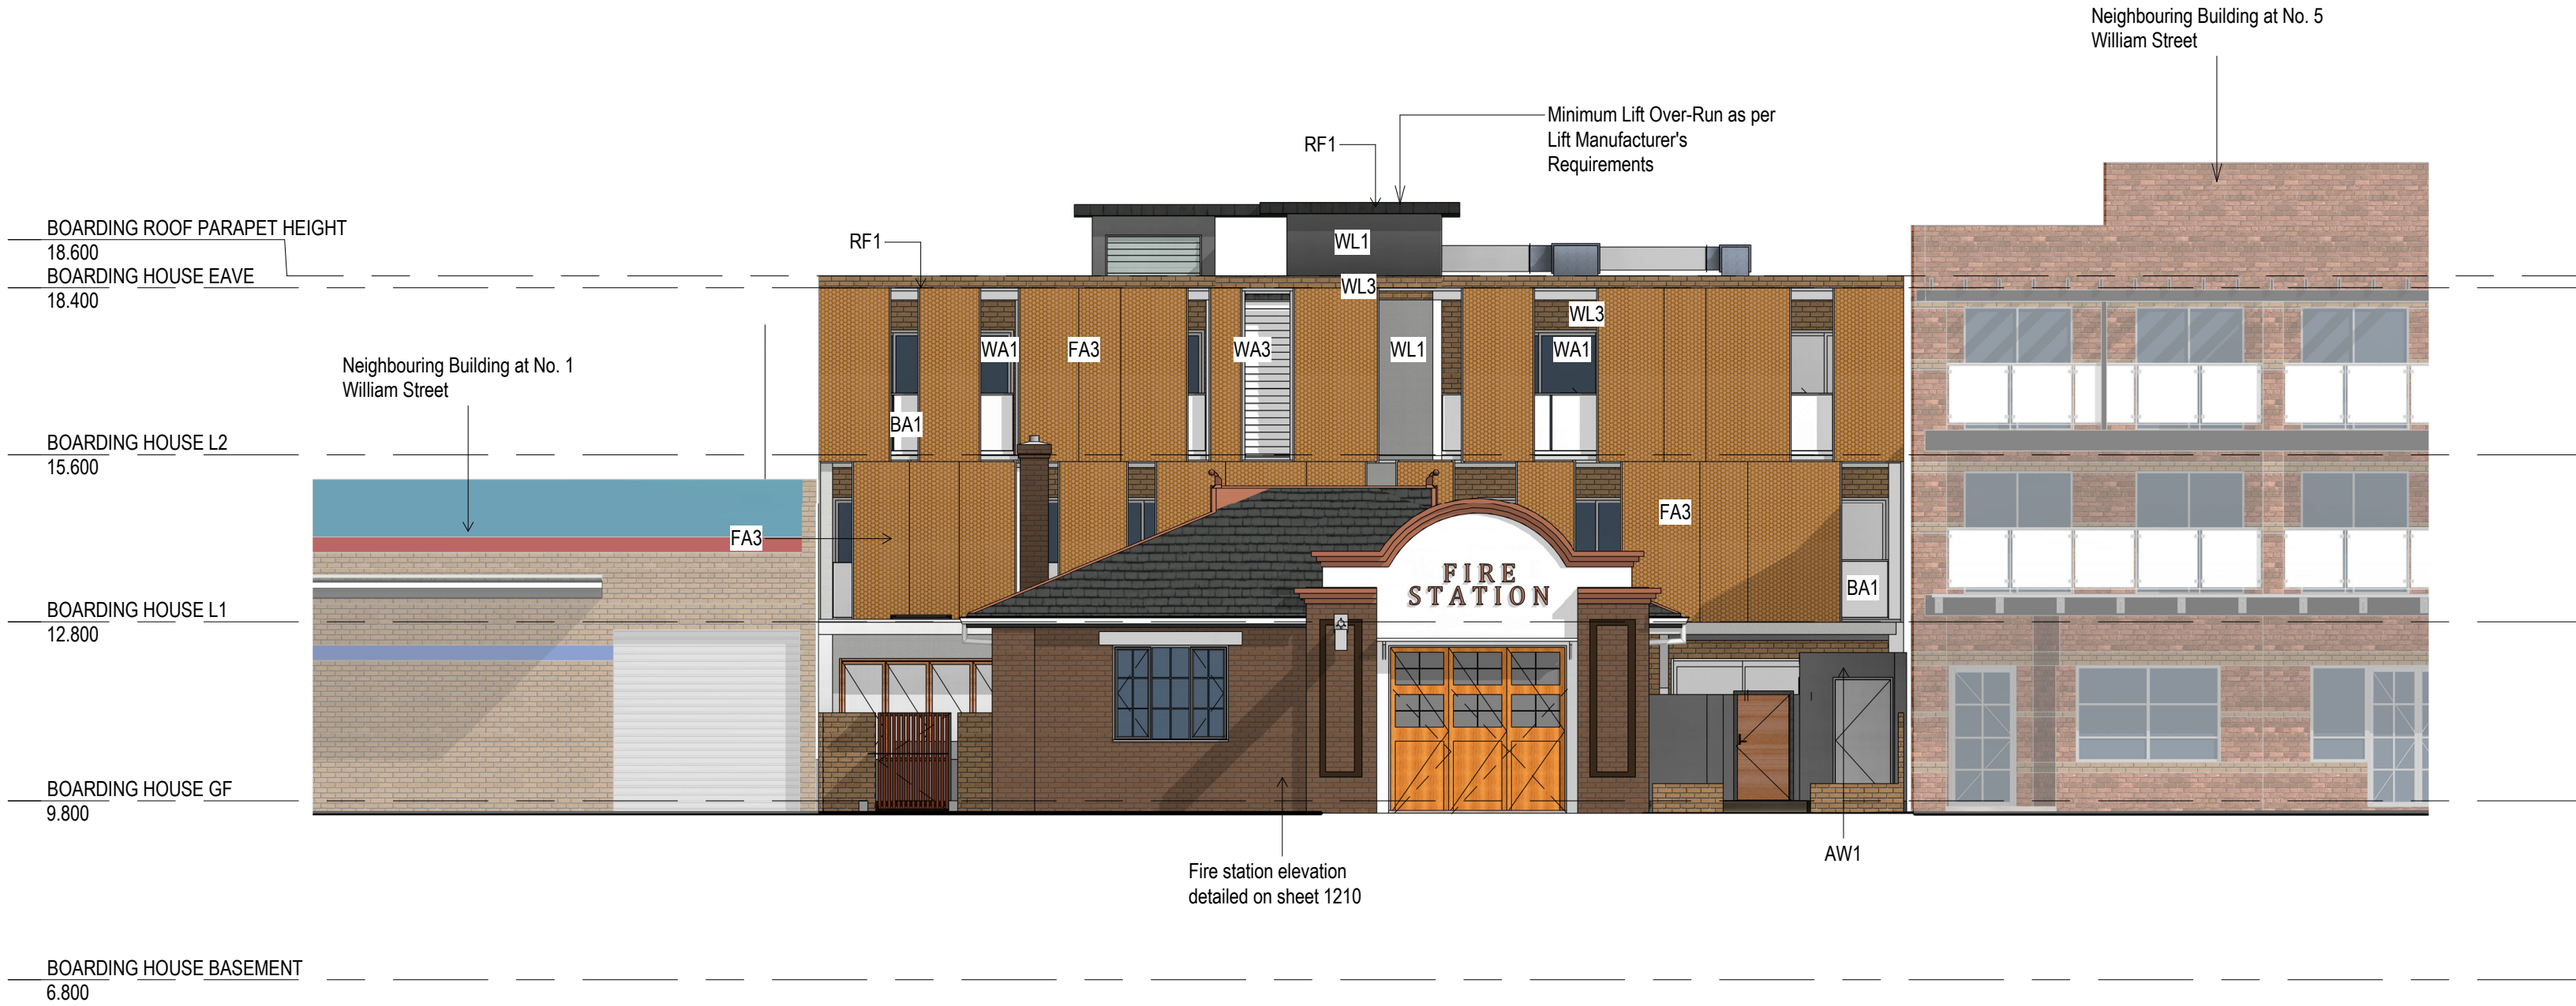 Neighbouring Building at No. 5
William Street
Minimum Lift Over-Run as per
Lift Manufacturer's
Requirements
RF1
BOARDING ROOF PARAPET HEIGHT
18.600
RF1
WL1
BOARDING HOUSE EAVE
18.400
WL3
WL3
WA1
FA3
WA3
WL1
WA1
Neighbouring Building at No. 1
William Street
BA1
BOARDING HOUSE L2
15.600
FA3
FA3
FIRE
STATION
BA1
BOARDING HOUSE L1
12.800
BOARDING HOUSE GF
9.800
AW1
Fire station elevation
detailed on sheet 1210
BOARDING HOUSE BASEMENT
6.800